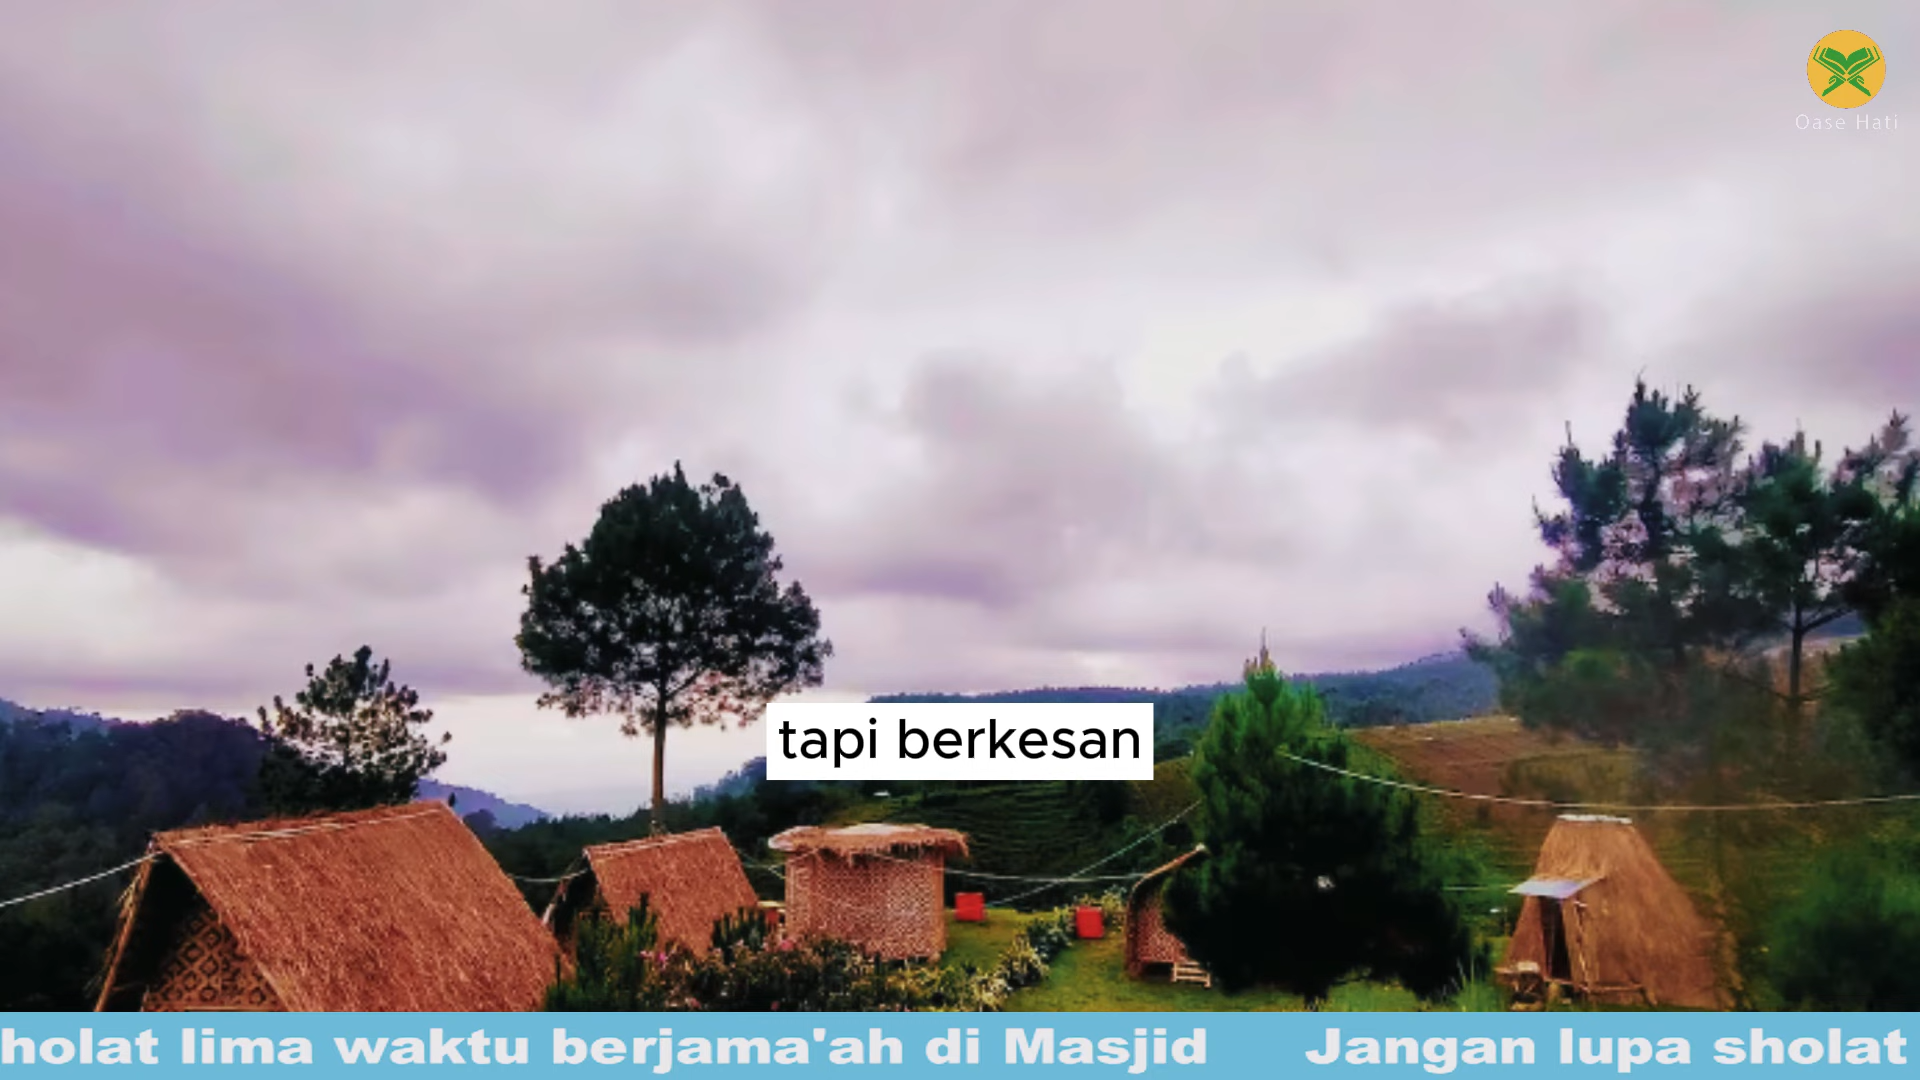 Oase Hati
tapi berkesan
holat lima waktu berjama'ah di Masjid Jangan lupa sholat